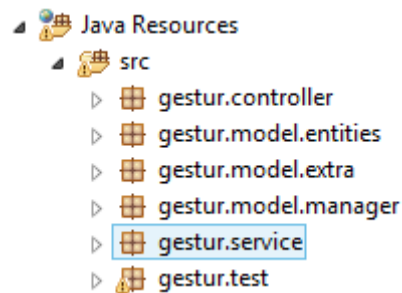 Java Resources
src
gestur.controller
gestur.model.entities
gestur.model.extra
gestur.model.manager
gestur.service
gestur.test